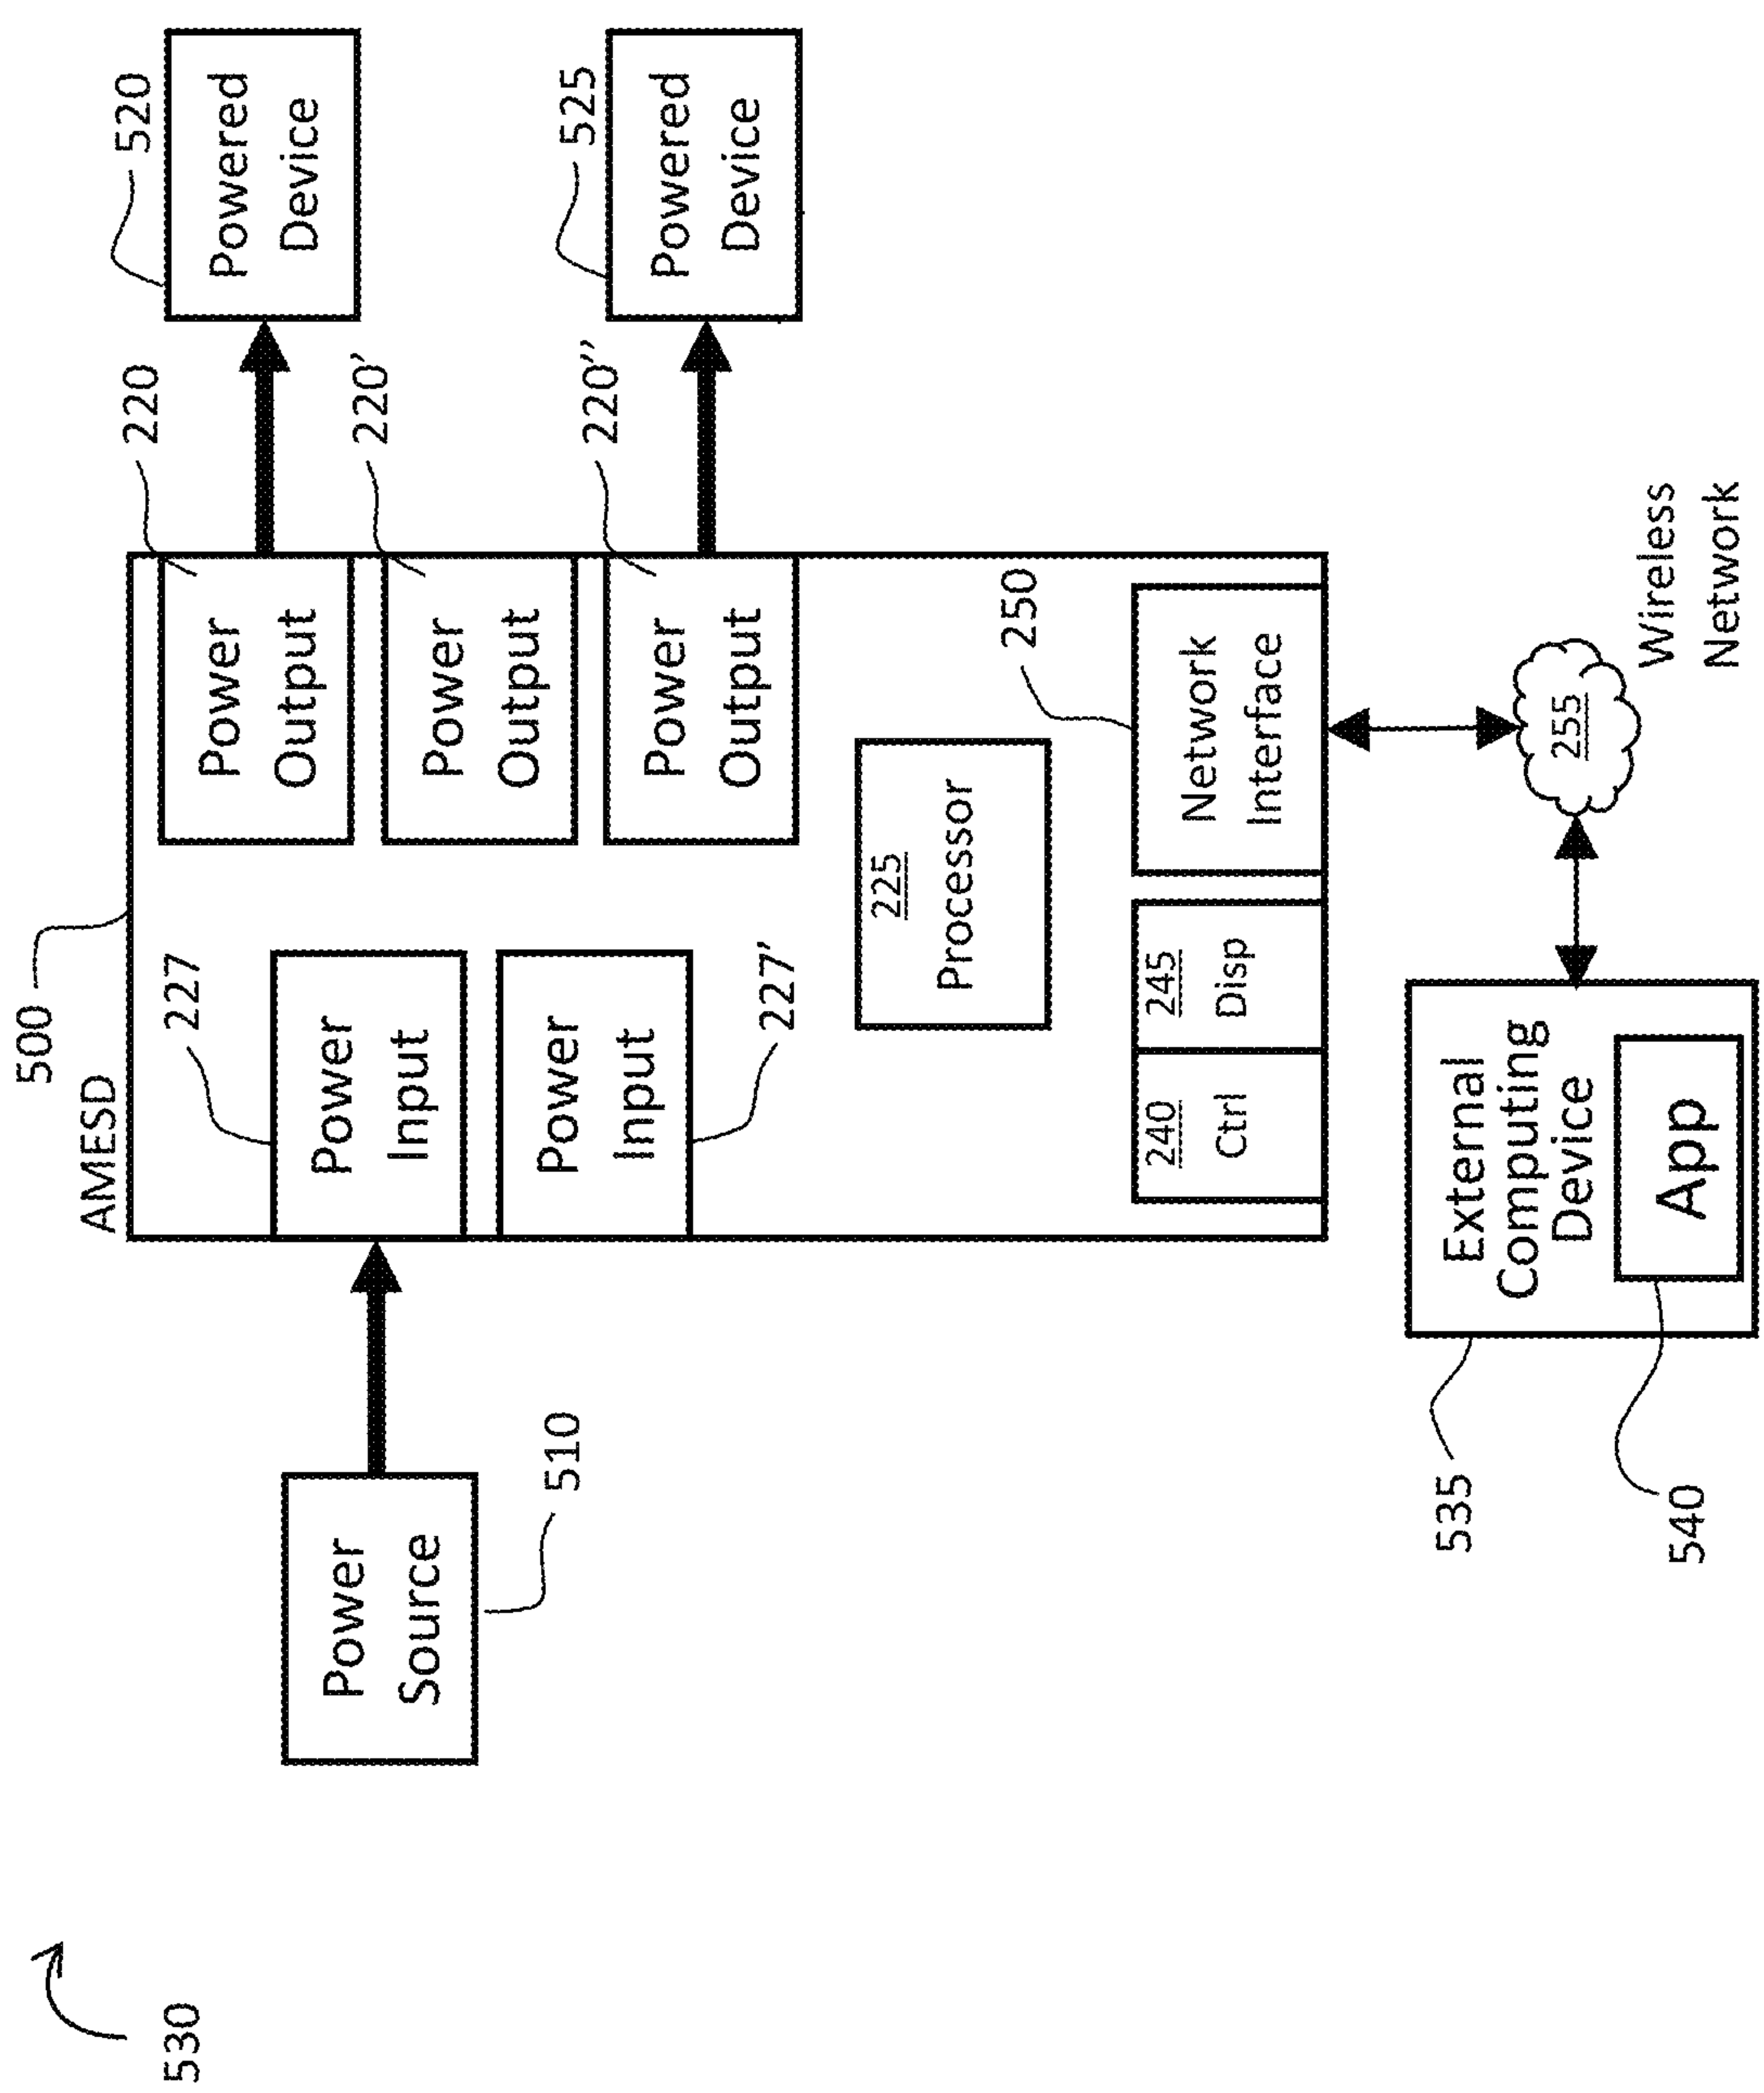 530
500
AMESD
Power
Source
510
Power
Input
227
Power
Input
227'
Power
Output
220
Power
Output
220'
Power
Output
220''
Powered
Device
520
Powered
Device
525
225
Processor
240
Ctrl
245
Disp
Network
Interface
250
255
Wireless
Network
External
Computing
Device
App
535
540